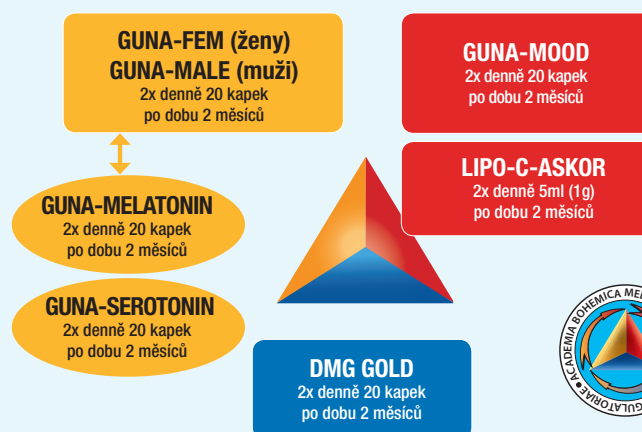 GUNA-FEM (ženy)
GUNA-MALE (muži)
2x denně 20 kapek
po dobu 2 měsíců
GUNA-MOOD
2x denně 20 kapek
po dobu 2 měsíců
LIPO-C-ASKOR
2x denně 5ml (1g)
po dobu 2 měsíců
GUNA-MELATONIN
2x denně 20 kapek
po dobu 2 měsíců
GUNA-SEROTONIN
2x denně 20 kapek
po dobu 2 měsíců
DMG GOLD
2x denně 20 kapek
po dobu 2 měsíců
ACADEMIA BOHEMICA